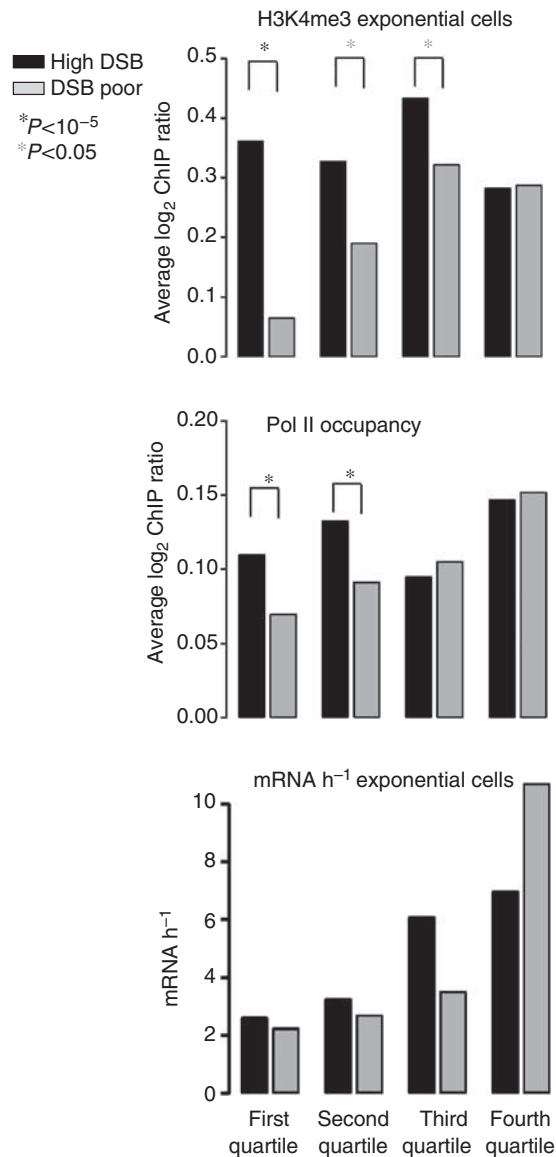 H3K4me3 exponential cells
High DSB
DSB poor
*P<10⁻⁵
*P<0.05
Average log₂ ChIP ratio
0.5
0.4
0.3
0.2
0.1
0.0
*
*
*
Pol II occupancy
Average log₂ ChIP ratio
0.20
0.15
0.10
0.05
0.00
*
*
mRNA h⁻¹ exponential cells
mRNA h⁻¹
10
8
6
4
2
0
First quartile
Second quartile
Third quartile
Fourth quartile